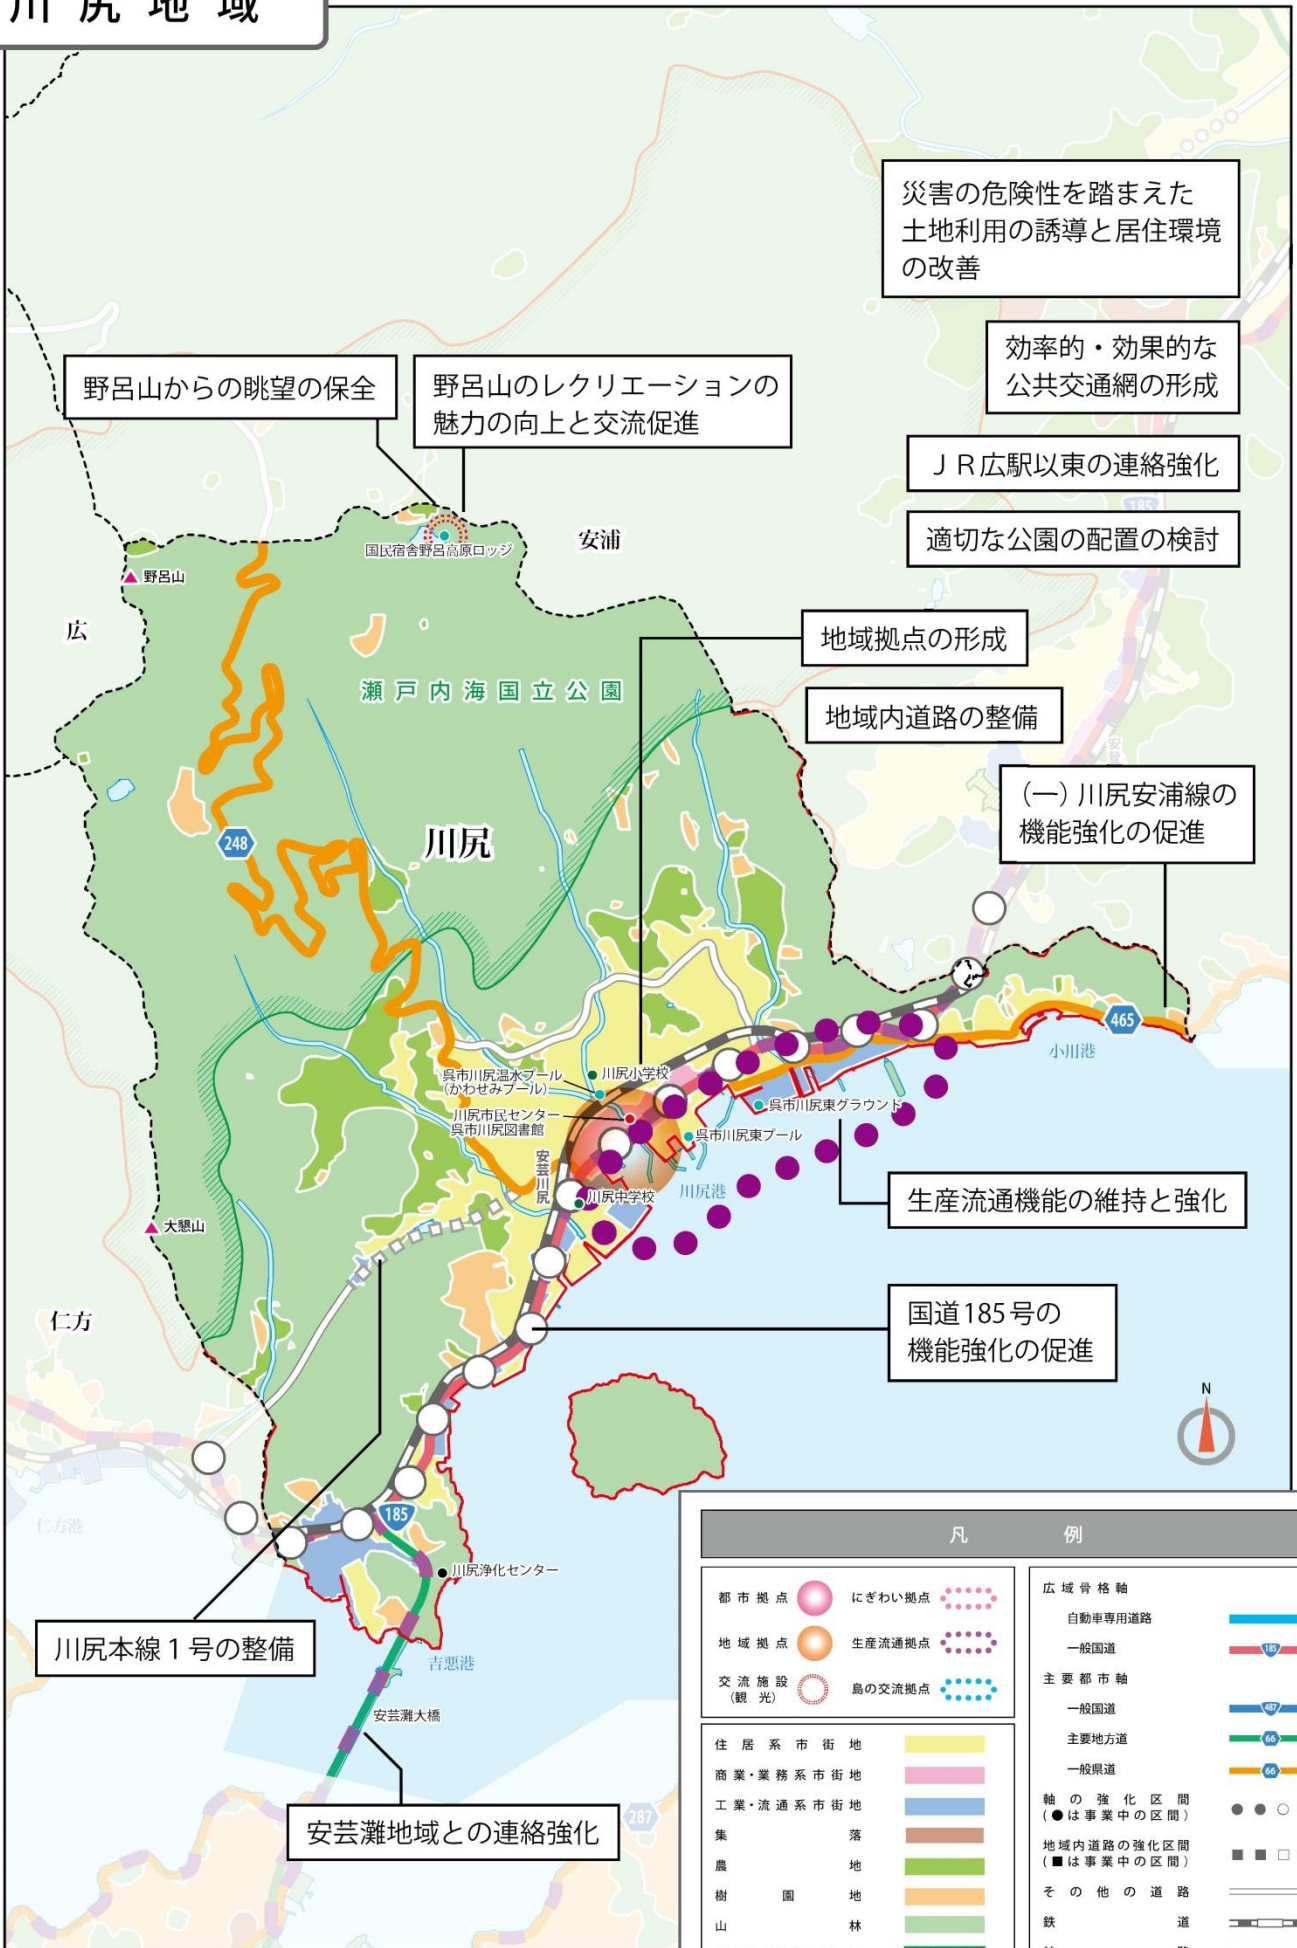 川尻地域
災害の危険性を踏まえた
土地利用の誘導と居住環境
の改善
効率的・効果的な
公共交通網の形成
野呂山からの眺望の保全
野呂山のレクリエーションの
魅力の向上と交流促進
ＪＲ広駅以東の連絡強化
185
適切な公園の配置の検討
国民宿舎野呂高原ロッジ
安浦
野呂山
広
地域拠点の形成
瀬戸内海国立公園
地域内道路の整備
(一)川尻安浦線の
機能強化の促進
248
川尻
465
小川港
呉市川尻温水プール
(かわせみプール)
川尻小学校
川尻市民センター
呉市川尻図書館
呉市川尻東グラウンド
呉市川尻東プール
安芸川尻
川尻港
川尻中学校
生産流通機能の維持と強化
大懇山
仁方
国道185号の
機能強化の促進
N
仁方港
185
川尻浄化センター
川尻本線１号の整備
吉悪港
安芸灘大橋
安芸灘地域との連絡強化
287
凡例
都市拠点
にぎわい拠点
地域拠点
生産流通拠点
交流施設
(観光)
島の交流拠点
住居系市街地
商業・業務系市街地
工業・流通系市街地
集落
農地
樹園地
山林
広域骨格軸
自動車専用道路
一般国道
185
主要都市軸
一般国道
487
主要地方道
66
一般県道
66
軸の強化区間
(●は事業中の区間)
地域内道路の強化区間
(■は事業中の区間)
その他の道路
鉄道